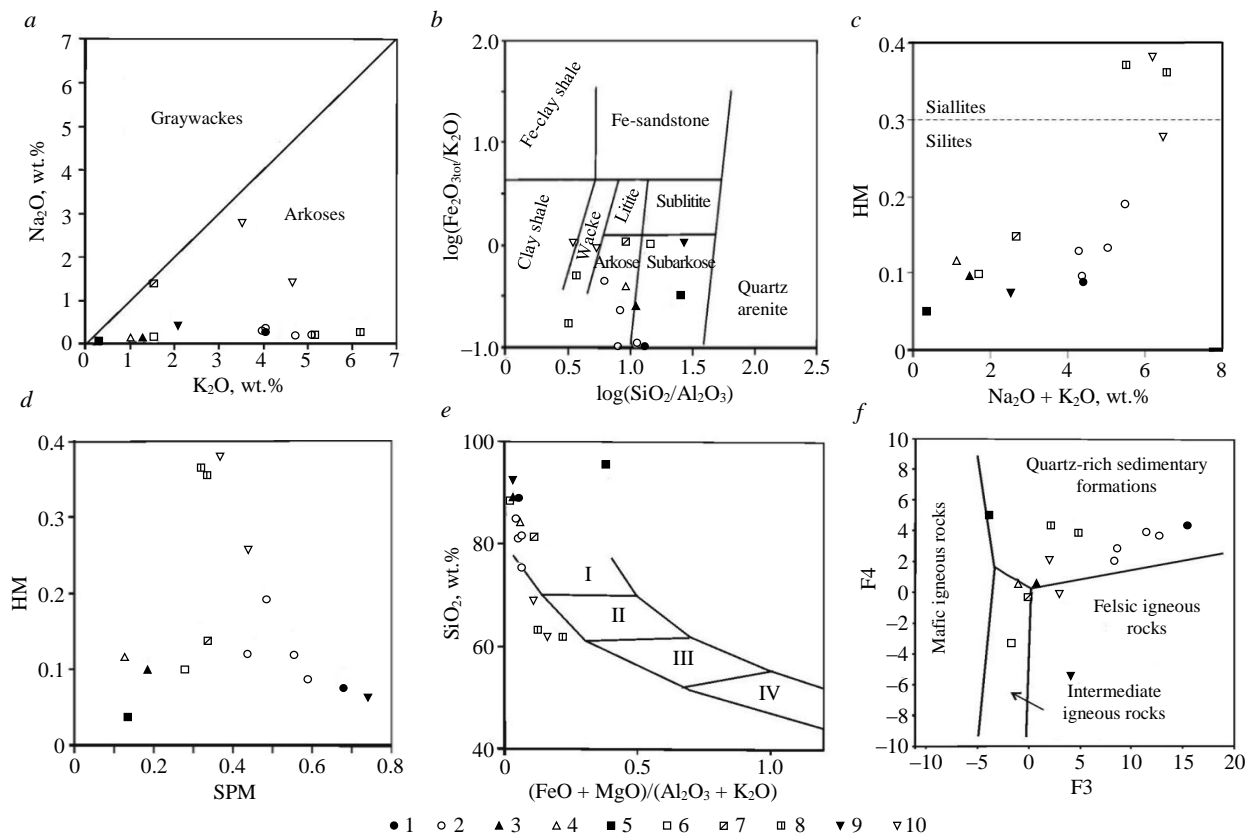 a
7
6
5
4
3
2
1
0
Na₂O, wt.%
Graywackes
Arkoses
0 1 2 3 4 5 6 7
K₂O, wt.%
b
2.0
1.0
0
−1.0
log(Fe₂O₃tot/K₂O)
Fe-clay shale
Fe-sandstone
Clay shale
Wacke
Litite
Sublitite
Arkose
Subarkose
Quartz
arenite
0 0.5 1.0 1.5 2.0 2.5
log(SiO₂/Al₂O₃)
c
0.4
0.3
0.2
0.1
0
HM
Siallites
Silites
2 4 6 8
Na₂O + K₂O, wt.%
d
0.4
0.3
0.2
0.1
0
HM
0.2 0.4 0.6 0.8
SPM
e
100
80
60
40
SiO₂, wt.%
I
II
III
IV
0 0.5 1.0
(FeO + MgO)/(Al₂O₃ + K₂O)
f
10
8
6
4
2
0
−2
−4
−6
−8
−10
F4
Quartz-rich sedimentary
formations
Mafic igneous rocks
Felsic igneous
rocks
Intermediate
igneous rocks
−10 −5 0 5 10 15 20
F3
1 2 3 4 5 6 7 8 9 10